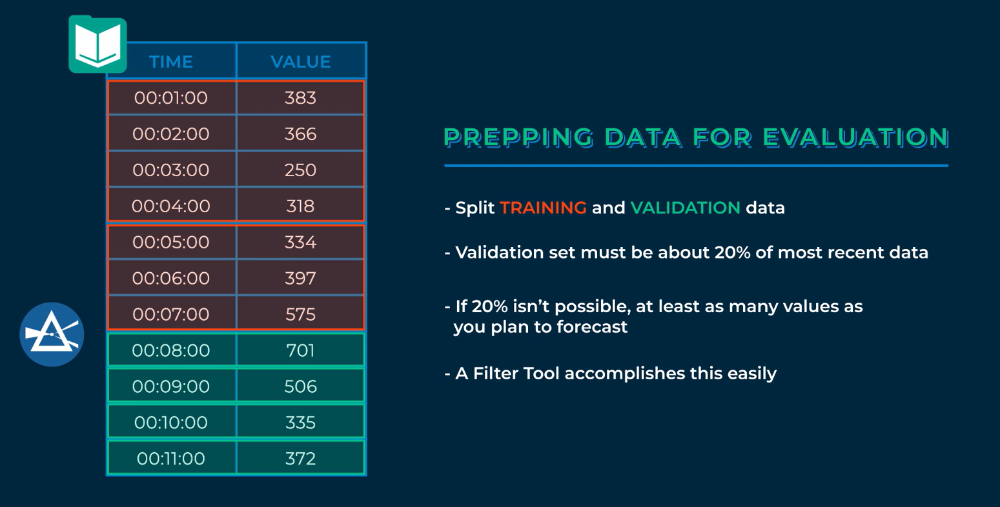 TIME VALUE
00:01:00 383
00:02:00 366
00:03:00 250
00:04:00 318
00:05:00 334
00:06:00 397
00:07:00 575
00:08:00 701
00:09:00 506
00:10:00 335
00:11:00 372
PREPPING DATA FOR EVALUATION
- Split TRAINING and VALIDATION data
- Validation set must be about 20% of most recent data
- If 20% isn’t possible, at least as many values as
you plan to forecast
- A Filter Tool accomplishes this easily